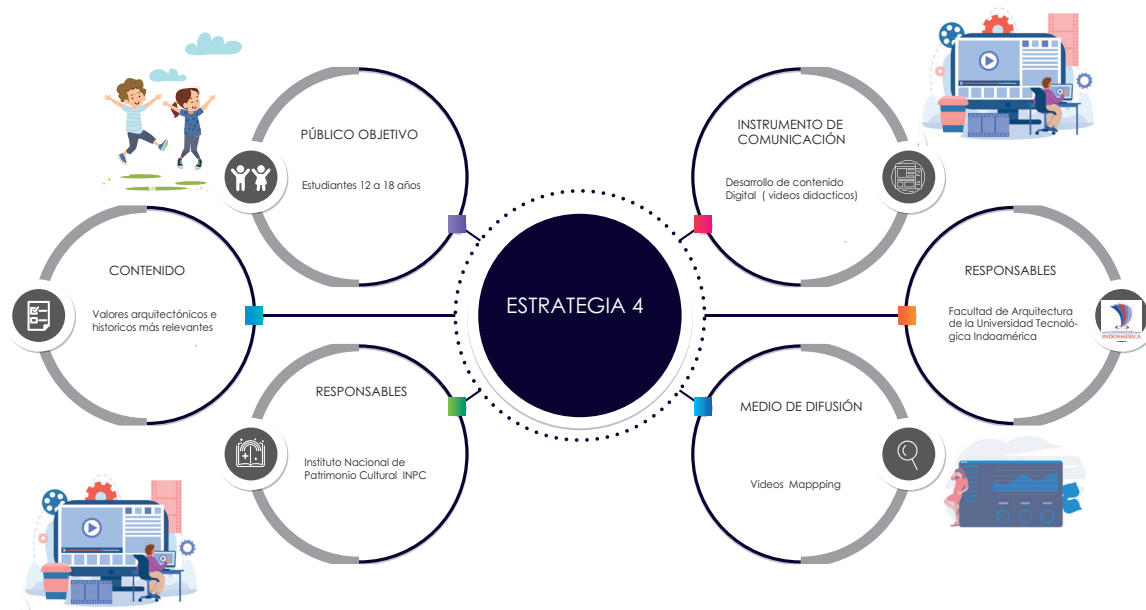 PÚBLICO OBJETIVO
Estudiantes 12 a 18 años
INSTRUMENTO DE
COMUNICACIÓN
Desarrollo de contenido
Digital ( videos didacticos)
CONTENIDO
Valores arquitectónicos e
historicos más relevantes
ESTRATEGIA 4
RESPONSABLES
Facultad de Arquitectura
de la Universidad Tecnoló-
gica Indoamérica
UNIVERSIDAD
INDOAMÉRICA
RESPONSABLES
Instituto Nacional de
Patrimonio Cultural INPC
MEDIO DE DIFUSIÓN
Videos Mappping